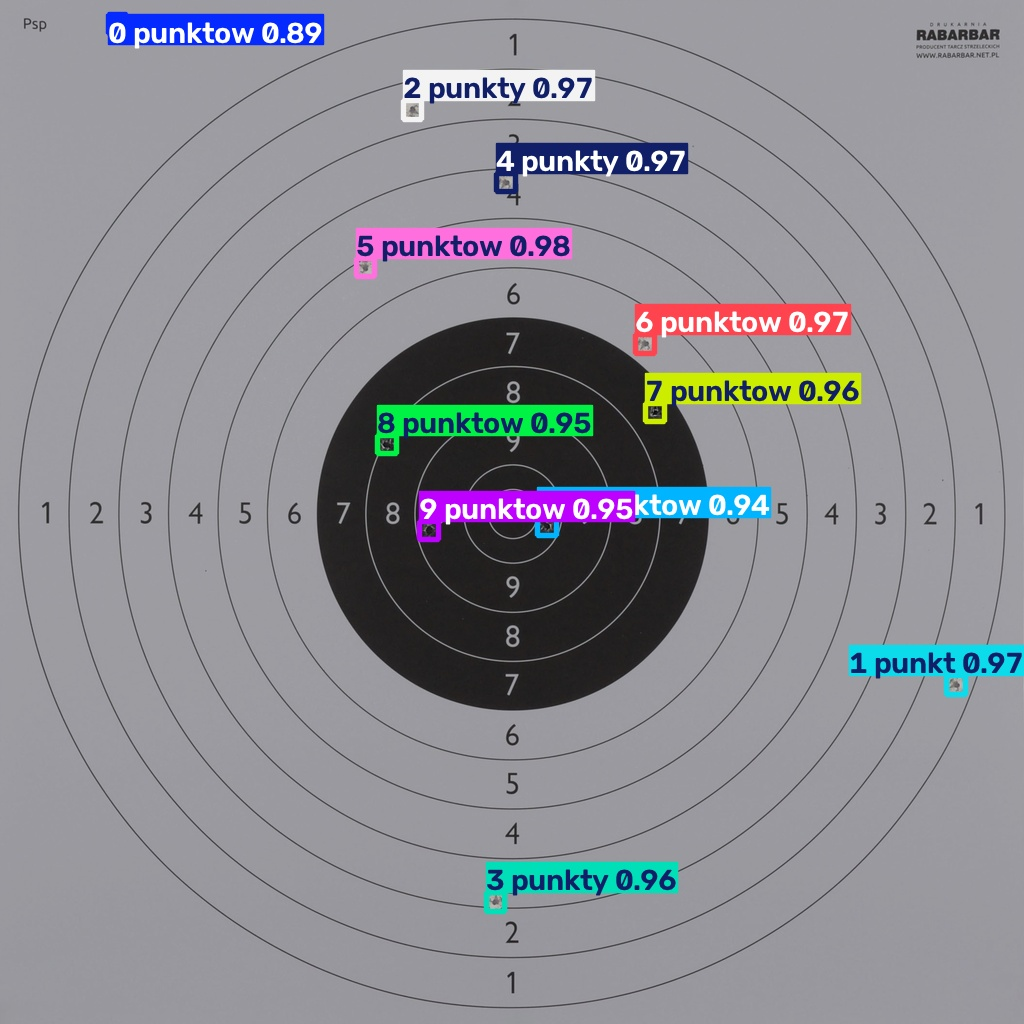 Psp
DRUKARNIA
RABARBAR
PRODUCENT TARCZ STRZELECKICH
WWW.RABARBAR.NET.PL
0 punktow 0.89
1
2 punkty 0.97
4 punkty 0.97
4
5 punktow 0.98
6
6 punktow 0.97
7
7 punktow 0.96
8
8 punktow 0.95
9
9 punktow 0.95
ktow 0.94
1 2 3 4 5 6 7 8
5 4 3 2 1
9
8
1 punkt 0.97
7
6
5
4
3 punkty 0.96
2
1